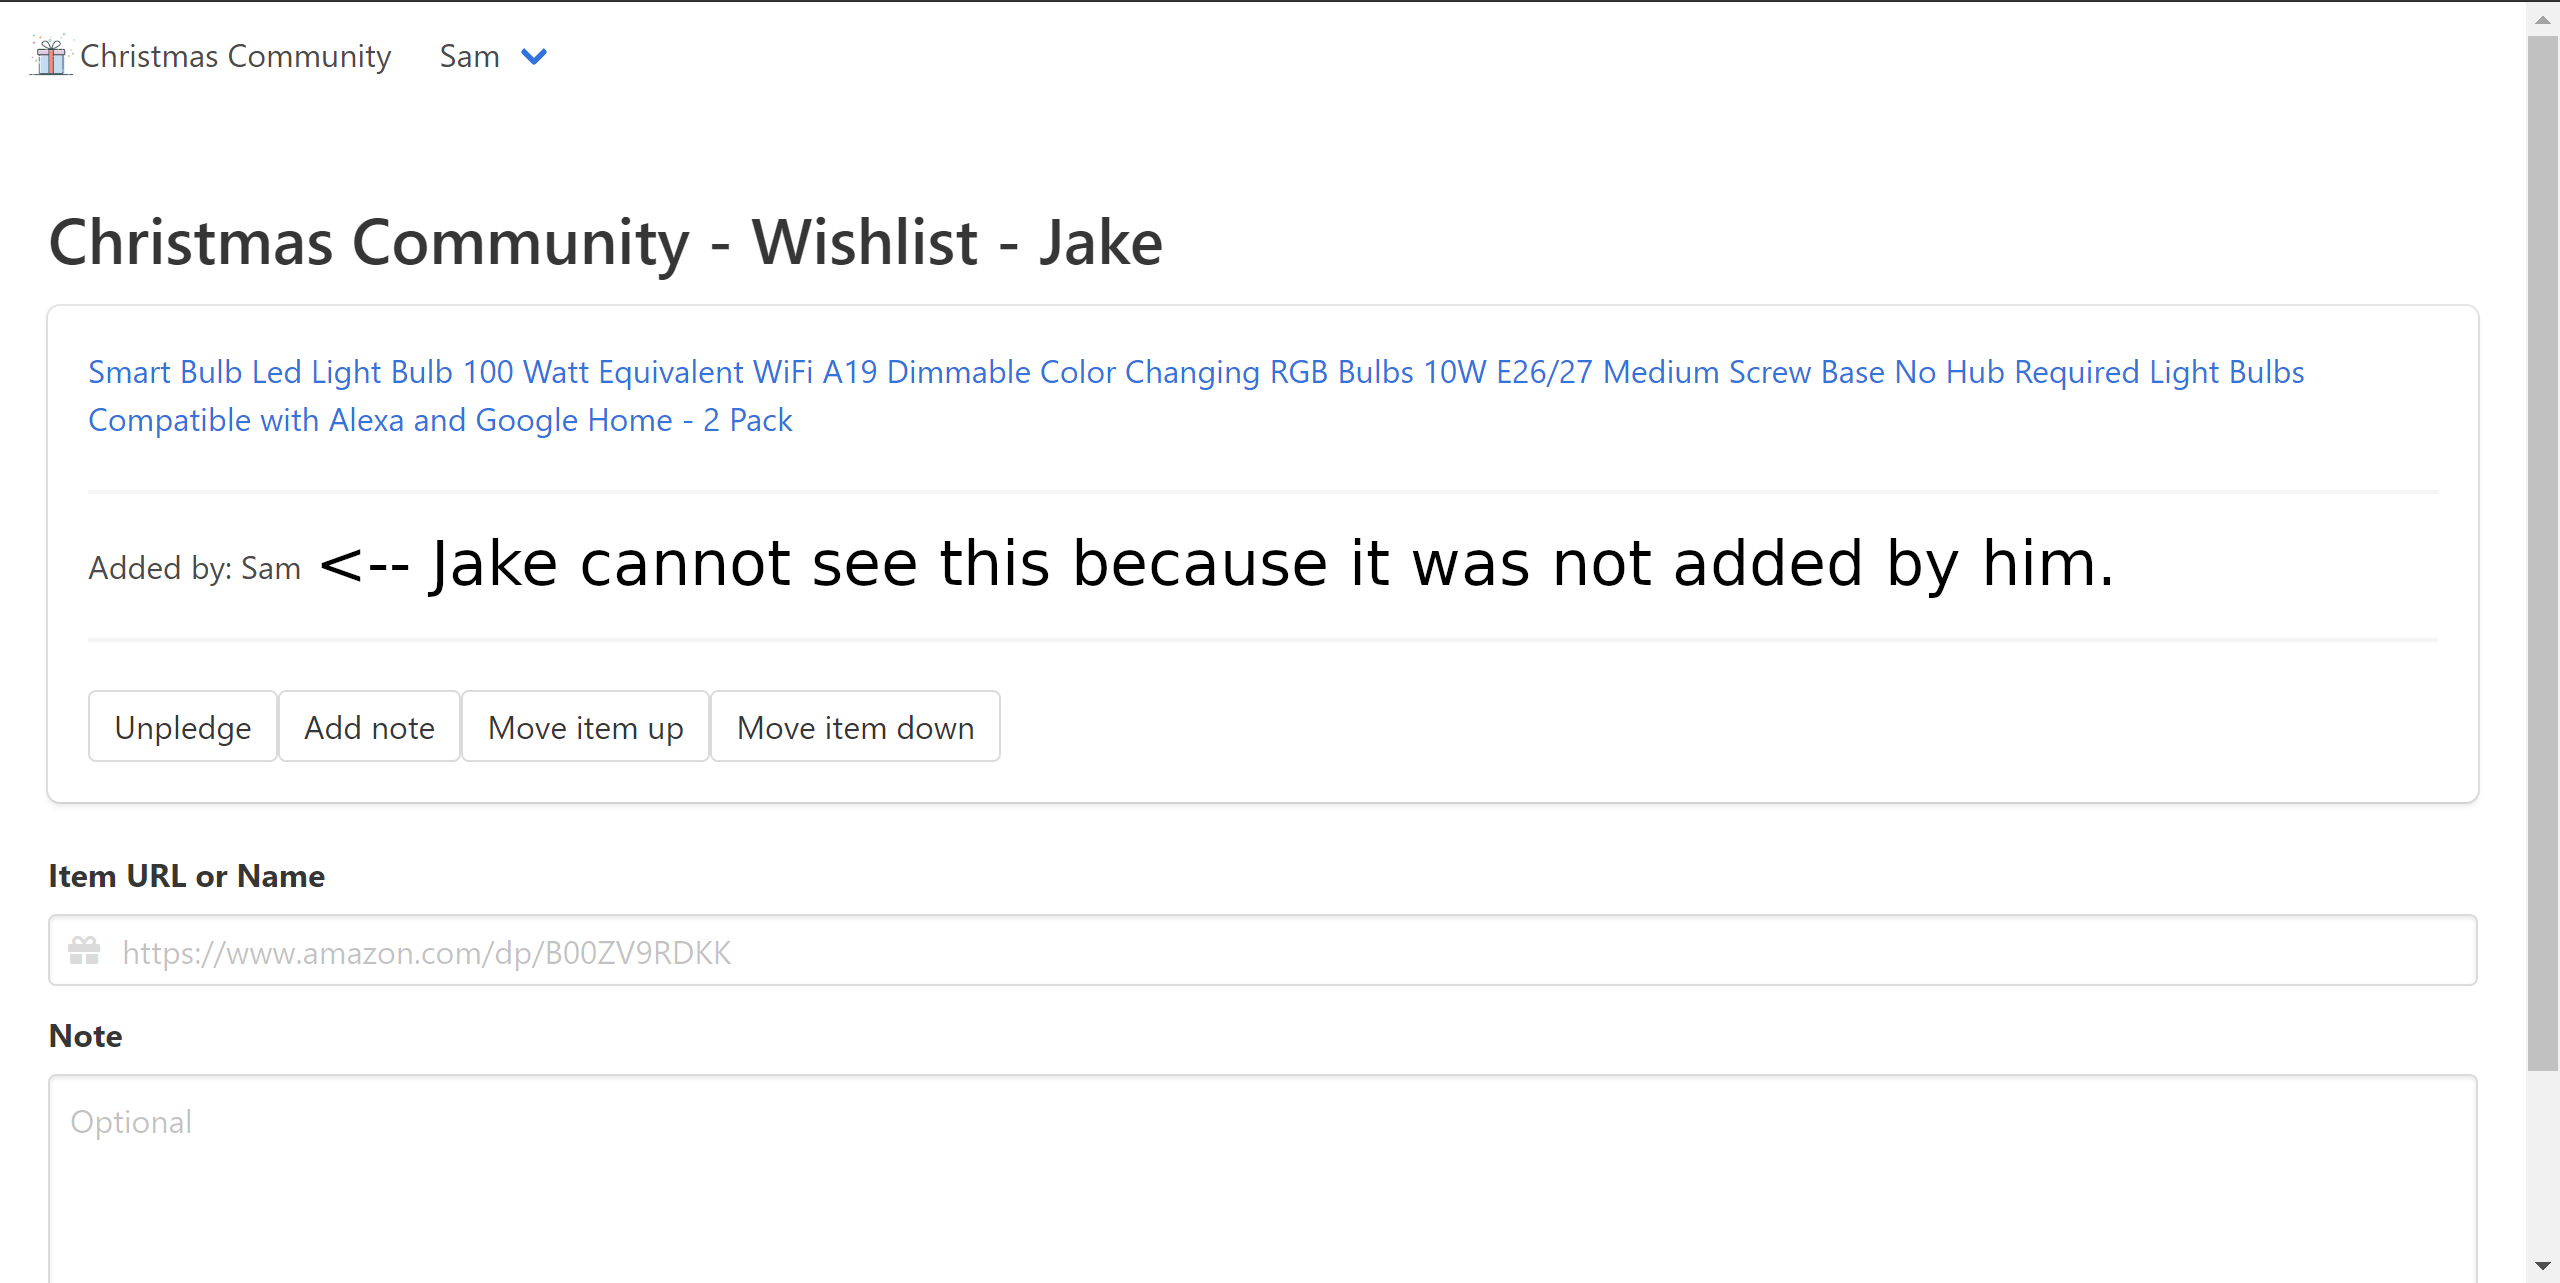 Christmas Community Sam
Christmas Community - Wishlist - Jake
Smart Bulb Led Light Bulb 100 Watt Equivalent WiFi A19 Dimmable Color Changing RGB Bulbs 10W E26/27 Medium Screw Base No Hub Required Light Bulbs
Compatible with Alexa and Google Home - 2 Pack
Added by: Sam <-- Jake cannot see this because it was not added by him.
Unpledge Add note Move item up Move item down
Item URL or Name
https://www.amazon.com/dp/B00ZV9RDKK
Note
Optional